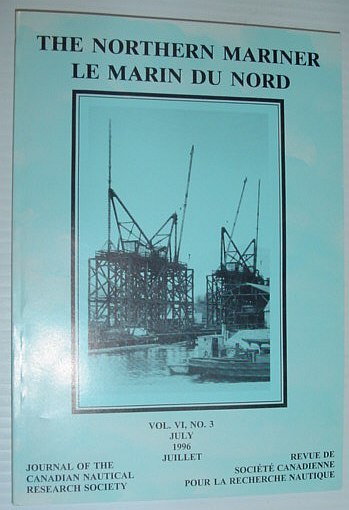 THE NORTHERN MARINER
LE MARIN DU NORD
VOL. VI, NO. 3
JULY
1996
JUILLET
JOURNAL OF THE
CANADIAN NAUTICAL
RESEARCH SOCIETY
REVUE DE
SOCIÉTÉ CANADIENNE
POUR LA RECHERCHE NAUTIQUE